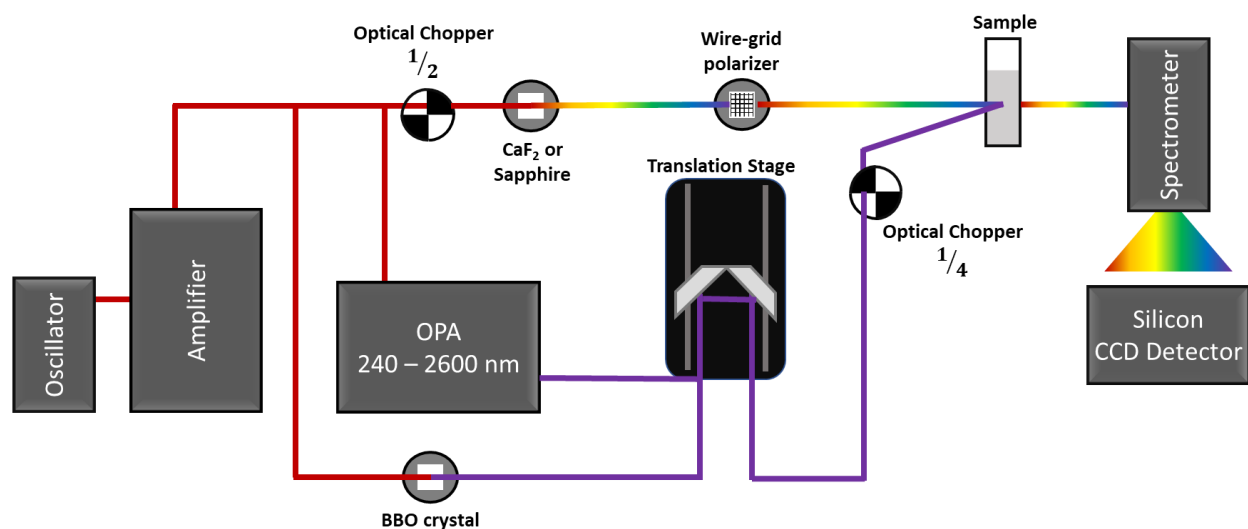 Optical Chopper
1/2
Wire-grid
polarizer
Sample
CaF₂ or
Sapphire
Translation Stage
Spectrometer
Optical Chopper
1/4
Oscillator
Amplifier
OPA
240 – 2600 nm
Silicon
CCD Detector
BBO crystal